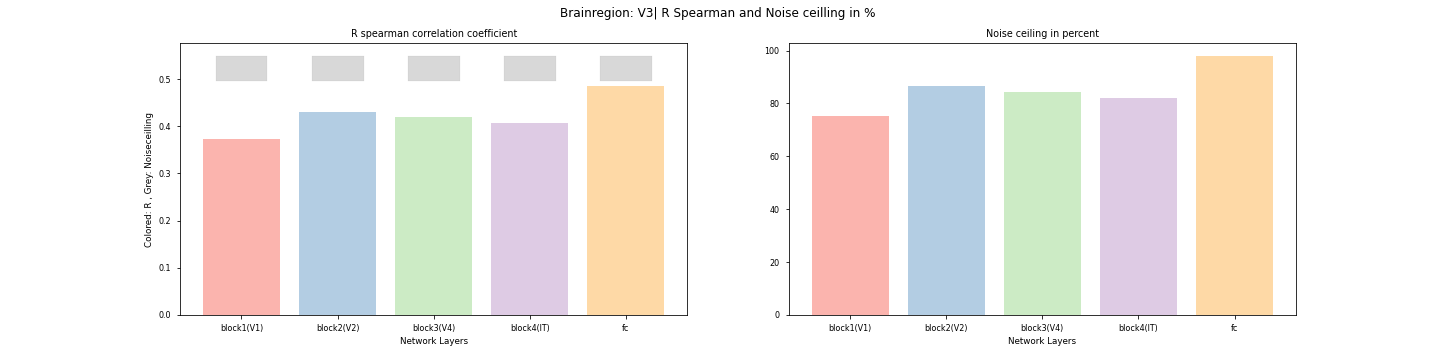 Brainregion: V3| R Spearman and Noise ceilling in %
R spearman correlation coefficient
Colored: R , Grey: Noiseceilling
0.5
0.4
0.3
0.2
0.1
0.0
block1(V1) block2(V2) block3(V4) block4(IT) fc
Network Layers
Noise ceiling in percent
100
80
60
40
20
0
block1(V1) block2(V2) block3(V4) block4(IT) fc
Network Layers